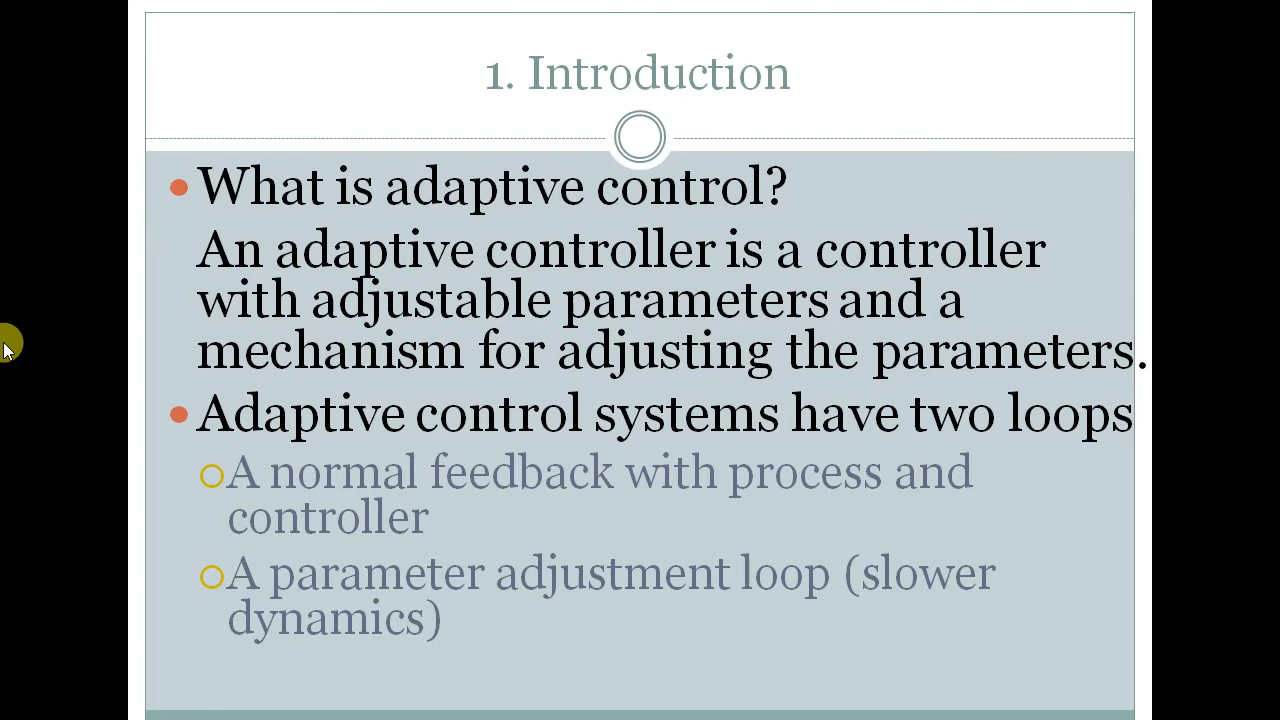 1. Introduction
What is adaptive control?
An adaptive controller is a controller
with adjustable parameters and a
mechanism for adjusting the parameters.
Adaptive control systems have two loops
A normal feedback with process and
controller
A parameter adjustment loop (slower
dynamics)